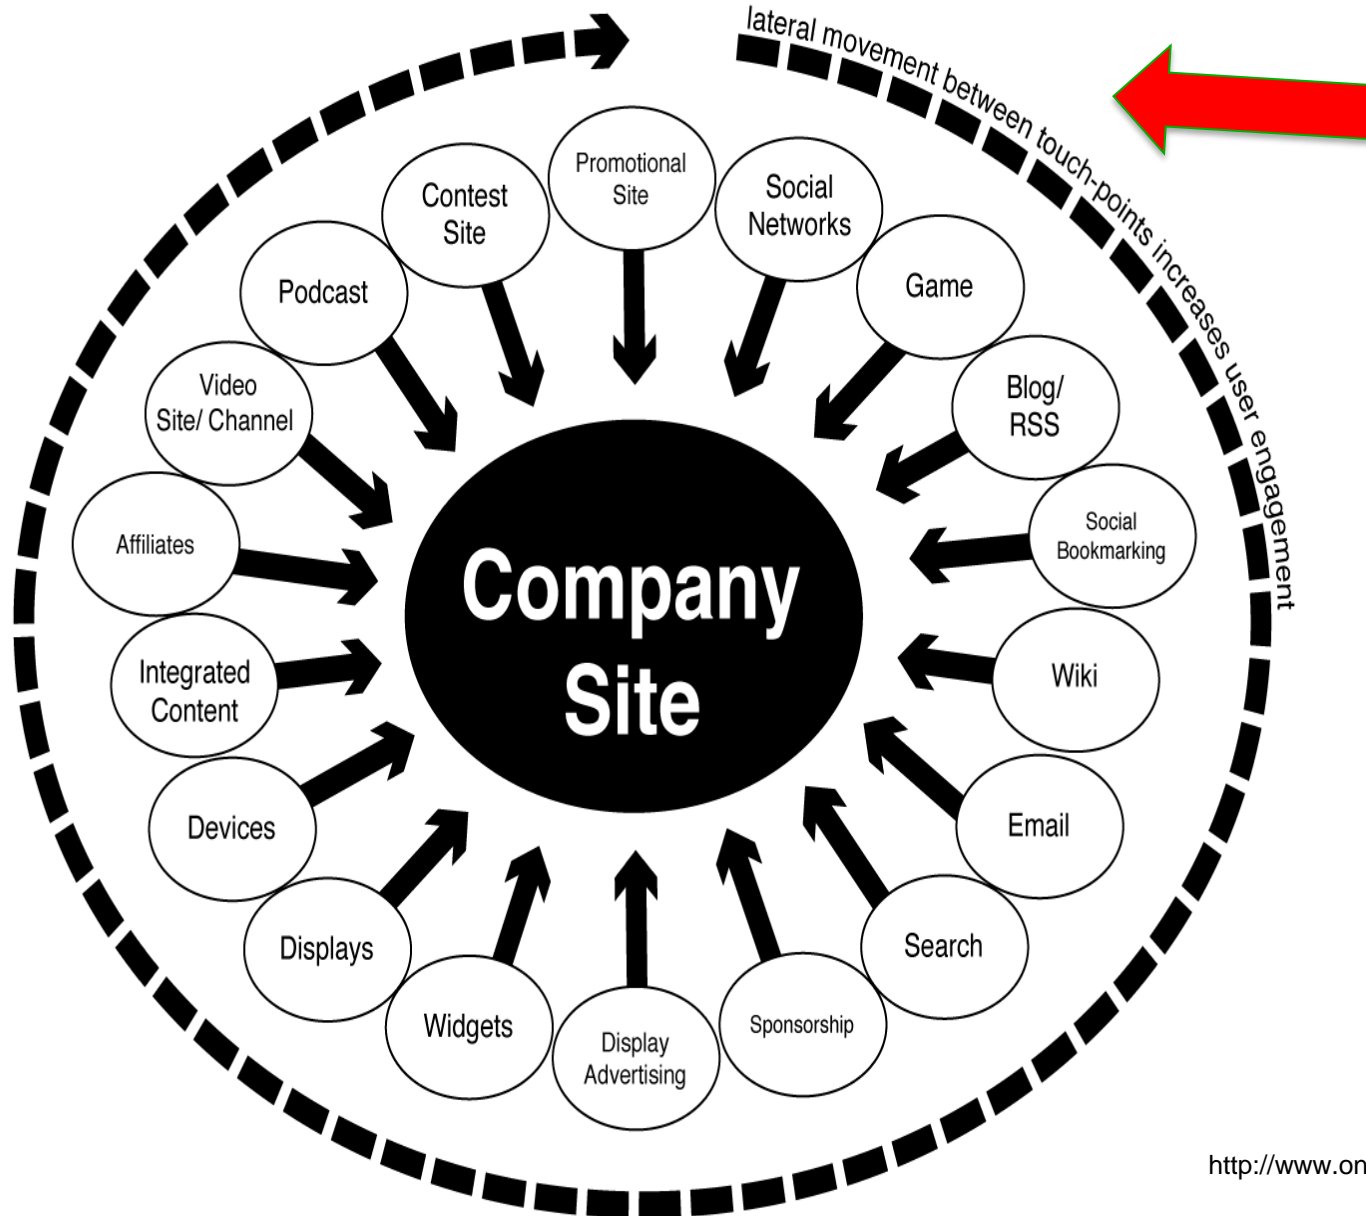 lateral movement between touch-points increases user engagement
Promotional
Site
Social
Networks
Game
Blog/
RSS
Social
Bookmarking
Wiki
Email
Search
Sponsorship
Display
Advertising
Widgets
Displays
Devices
Integrated
Content
Affiliates
Video
Site/ Channel
Podcast
Contest
Site
Company
Site
http://www.on